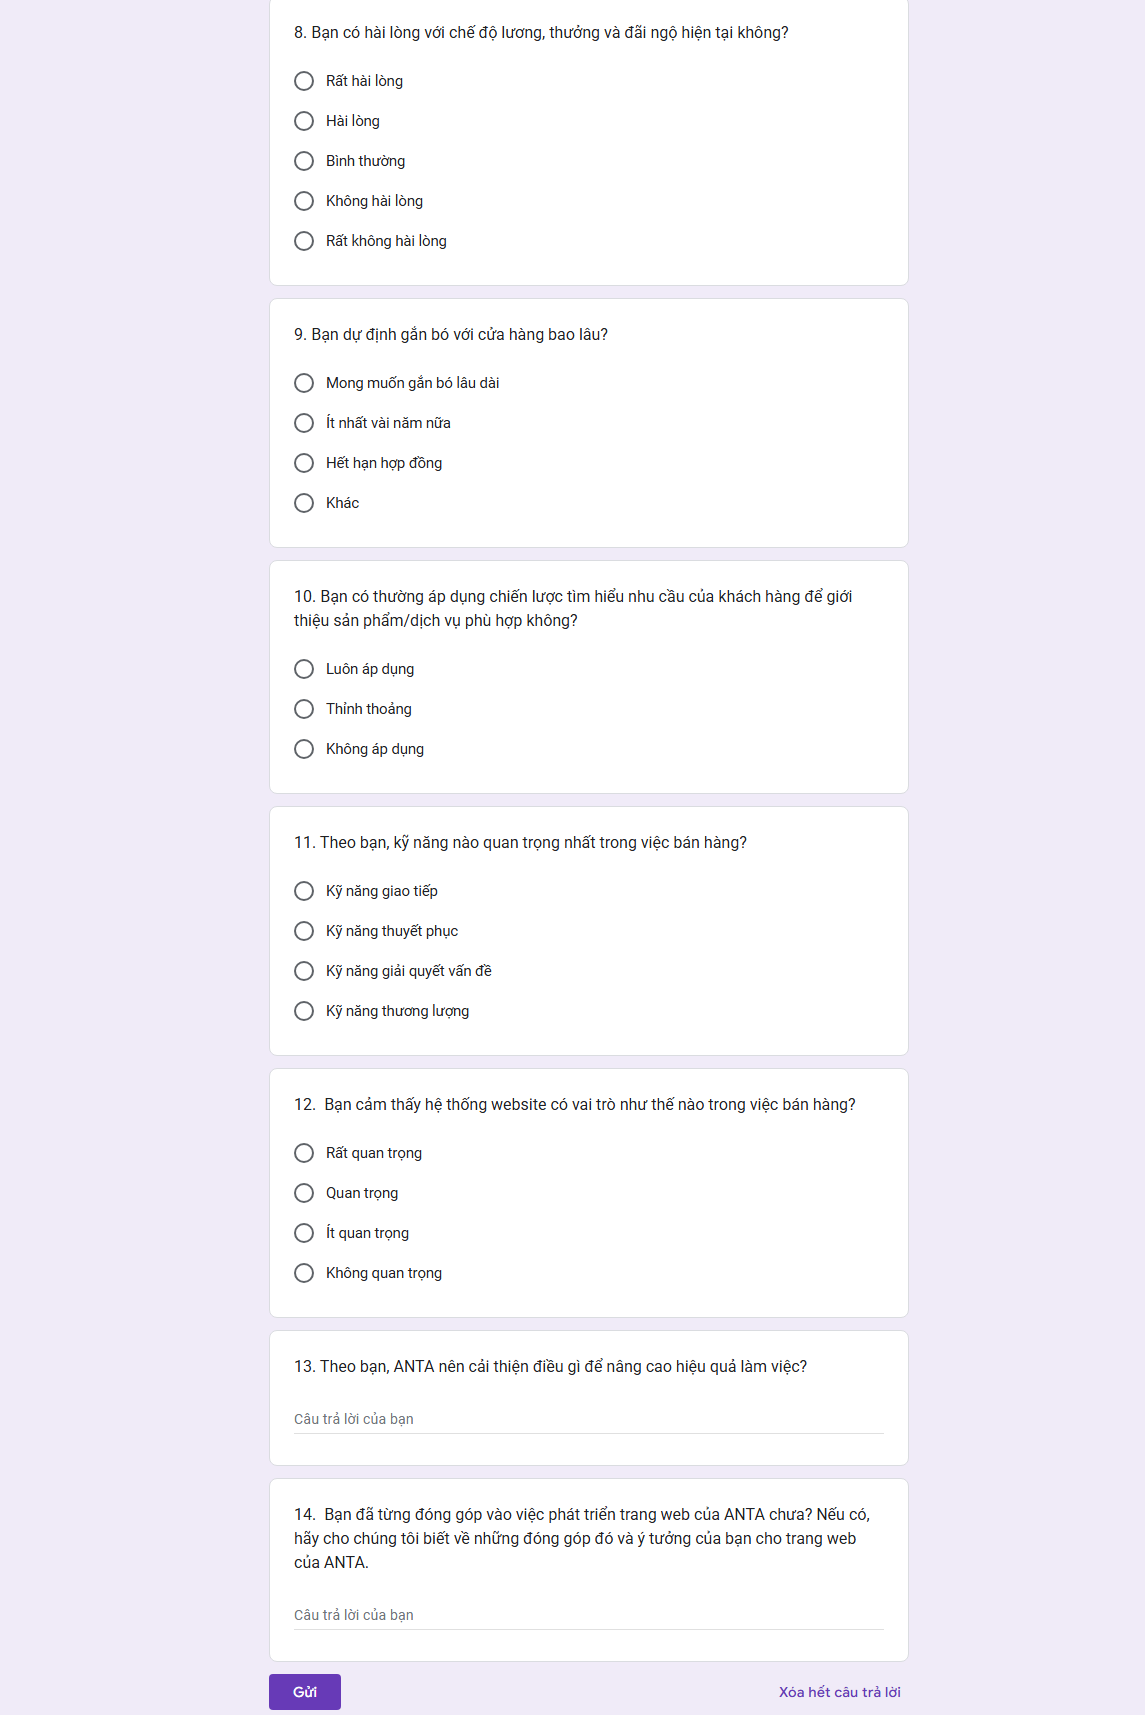 8. Bạn có hài lòng với chế độ lương, thưởng và đãi ngộ hiện tại không?
Rất hài lòng
Hài lòng
Bình thường
Không hài lòng
Rất không hài lòng
9. Bạn dự định gắn bó với cửa hàng bao lâu?
Mong muốn gắn bó lâu dài
Ít nhất vài năm nữa
Hết hạn hợp đồng
Khác
10. Bạn có thường áp dụng chiến lược tìm hiểu nhu cầu của khách hàng để giới
thiệu sản phẩm/dịch vụ phù hợp không?
Luôn áp dụng
Thỉnh thoảng
Không áp dụng
11. Theo bạn, kỹ năng nào quan trọng nhất trong việc bán hàng?
Kỹ năng giao tiếp
Kỹ năng thuyết phục
Kỹ năng giải quyết vấn đề
Kỹ năng thương lượng
12.  Bạn cảm thấy hệ thống website có vai trò như thế nào trong việc bán hàng?
Rất quan trọng
Quan trọng
Ít quan trọng
Không quan trọng
13. Theo bạn, ANTA nên cải thiện điều gì để nâng cao hiệu quả làm việc?
Câu trả lời của bạn
14.  Bạn đã từng đóng góp vào việc phát triển trang web của ANTA chưa? Nếu có,
hãy cho chúng tôi biết về những đóng góp đó và ý tưởng của bạn cho trang web
của ANTA.
Câu trả lời của bạn
Gửi
Xóa hết câu trả lời